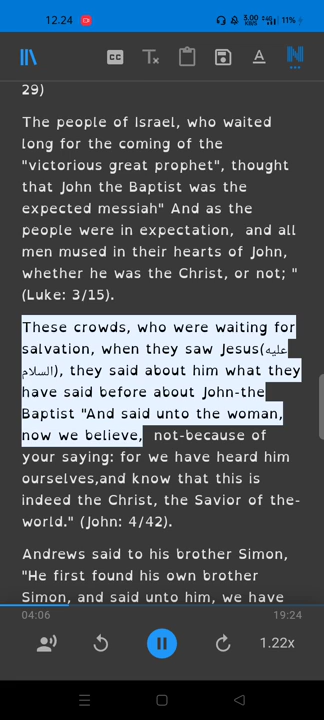 12.24
5.00 KB/S
11%
CC
29)
The people of Israel, who waited
long for the coming of the
"victorious great prophet", thought
that John the Baptist was the
expected messiah" And as the
people were in expectation,  and all
men mused in their hearts of John,
whether he was the Christ, or not; "
(Luke: 3/15).
These crowds, who were waiting for
salvation, when they saw Jesus(عليه
السلام), they said about him what they
have said before about John-the
Baptist "And said unto the woman,
now we believe,  not-because of
your saying: for we have heard him
ourselves,and know that this is
indeed the Christ, the Savior of the-
world." (John: 4/42).
Andrews said to his brother Simon,
"He first found his own brother
Simon, and said unto him, we have
04:06 19:24
1.22x